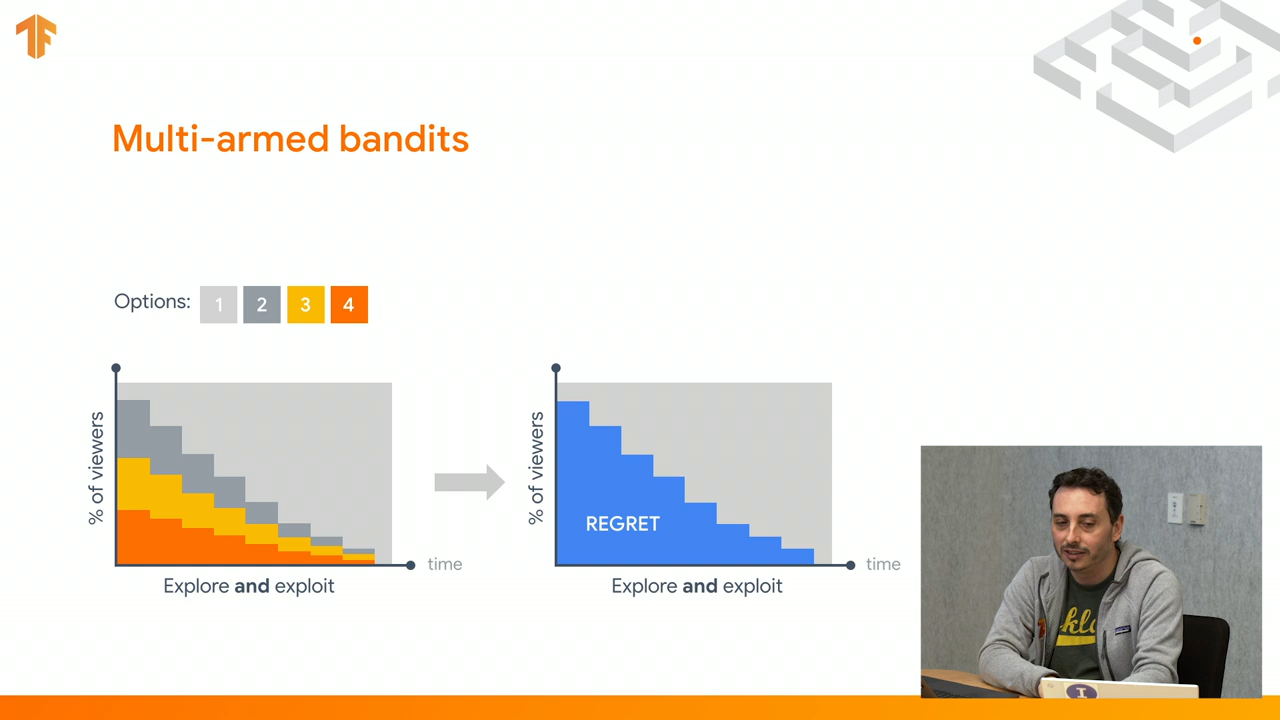 Multi-armed bandits
Options: 1 2 3 4
% of viewers
time
Explore and exploit
% of viewers
REGRET
time
Explore and exploit